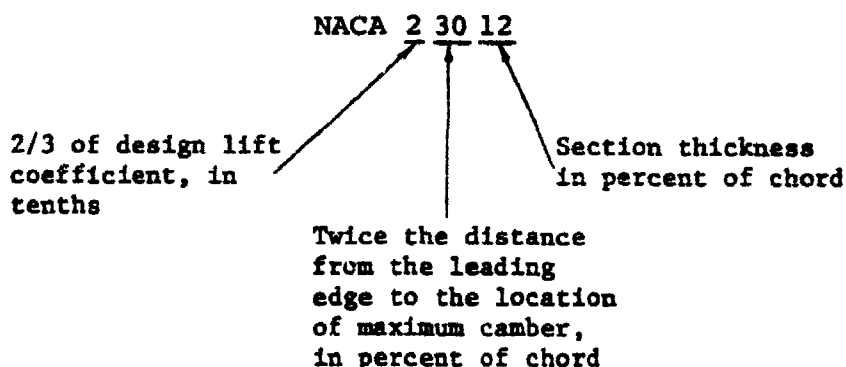 NACA 2 30 12
2/3 of design lift
coefficient, in
tenths
Section thickness
in percent of chord
Twice the distance
from the leading
edge to the location
of maximum camber,
in percent of chord